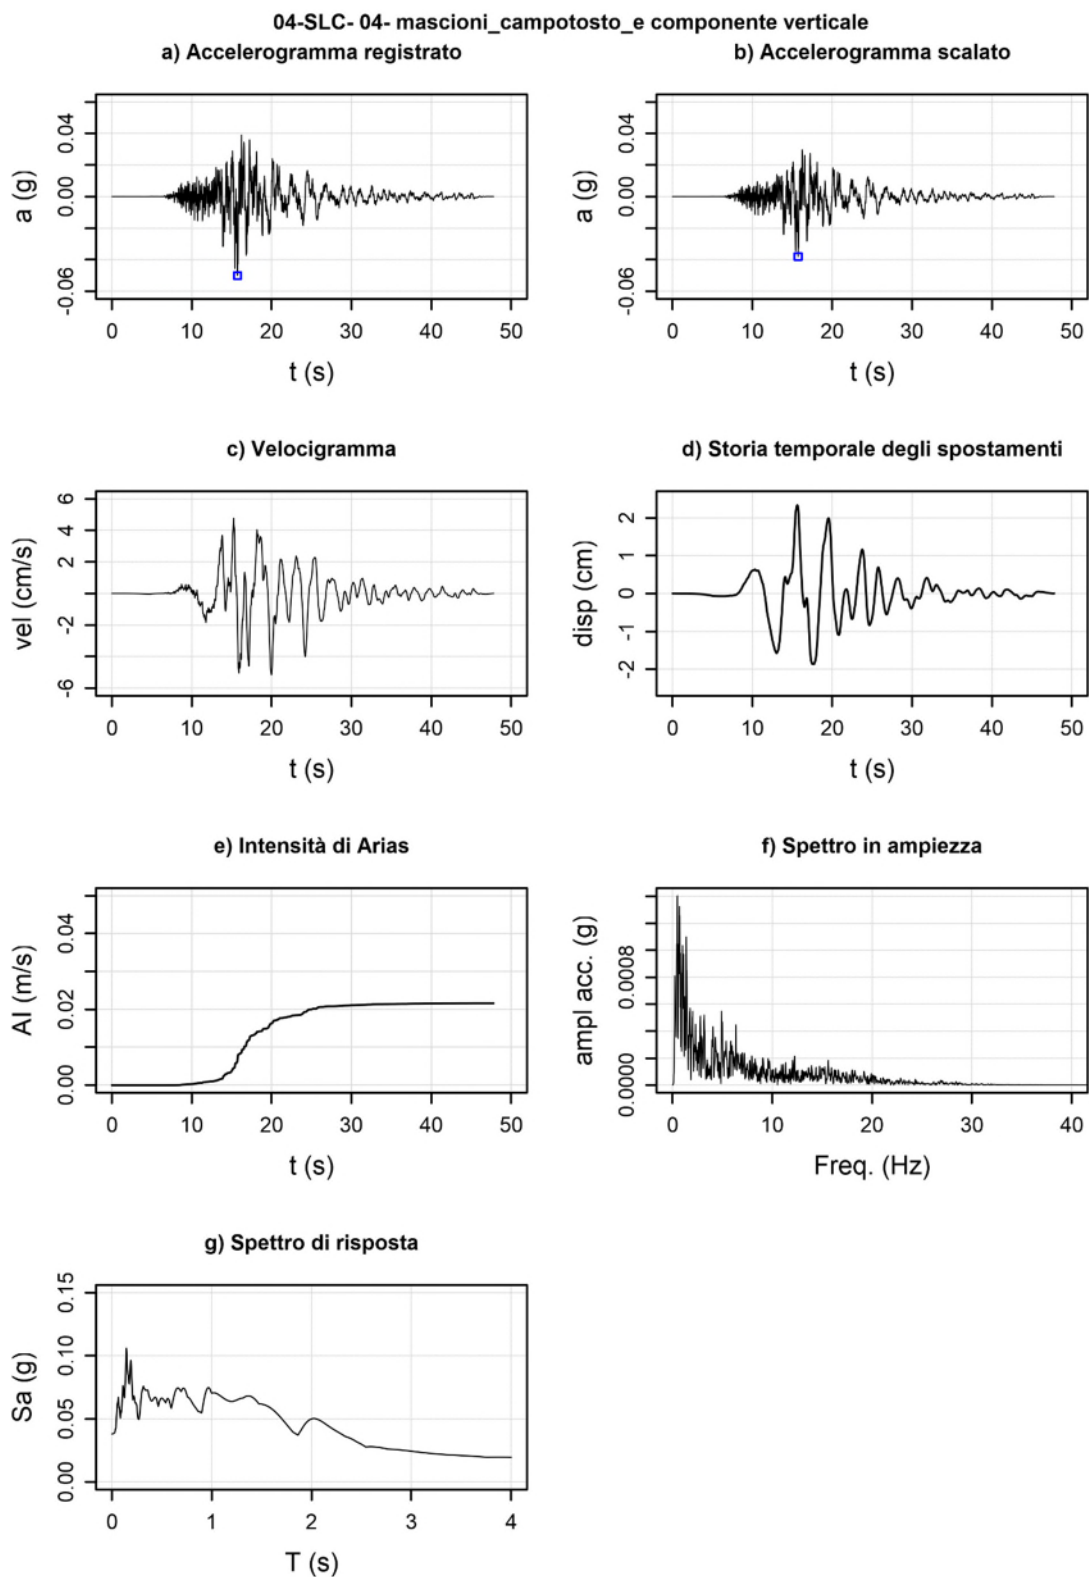 04-SLC- 04- mascioni_campotosto_e componente verticale
a) Accelerogramma registrato
b) Accelerogramma scalato
a (g)
0.04
0.00
-0.06
0 10 20 30 40 50
t (s)
a (g)
0.04
0.00
-0.06
0 10 20 30 40 50
t (s)
c) Velocigramma
d) Storia temporale degli spostamenti
vel (cm/s)
6
4
2
0
-2
-6
0 10 20 30 40 50
t (s)
disp (cm)
2
1
0
-1
-2
0 10 20 30 40 50
t (s)
e) Intensità di Arias
f) Spettro in ampiezza
AI (m/s)
0.04
0.02
0.00
0 10 20 30 40 50
t (s)
ampl acc. (g)
0.0008
0.0000
0 10 20 30 40
Freq. (Hz)
g) Spettro di risposta
Sa (g)
0.15
0.10
0.05
0.00
0 1 2 3 4
T (s)